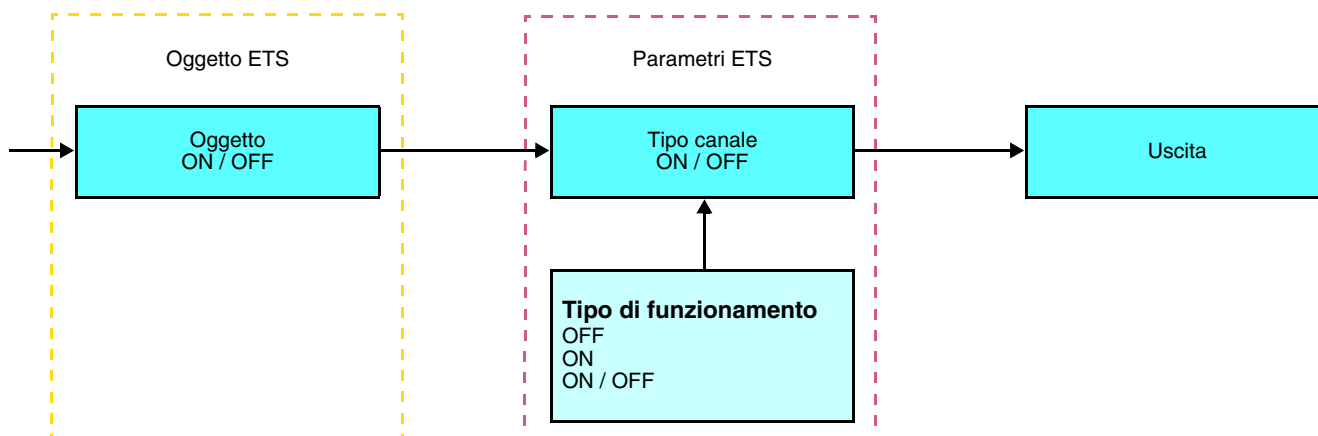 Oggetto ETS
Parametri ETS
Oggetto
ON / OFF
Tipo canale
ON / OFF
Uscita
Tipo di funzionamento
OFF
ON
ON / OFF